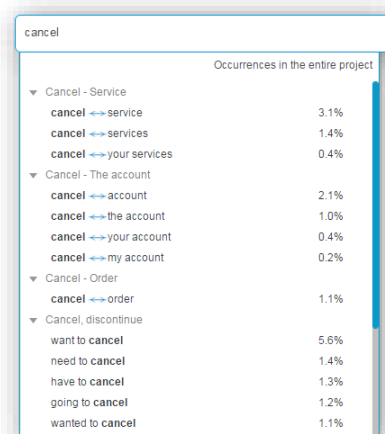 cancel
Occurrences in the entire project
Cancel - Service
cancel ↔ service 3.1%
cancel ↔ services 1.4%
cancel ↔ your services 0.4%
Cancel - The account
cancel ↔ account 2.1%
cancel ↔ the account 1.0%
cancel ↔ your account 0.4%
cancel ↔ my account 0.2%
Cancel - Order
cancel ↔ order 1.1%
Cancel, discontinue
want to cancel 5.6%
need to cancel 1.4%
have to cancel 1.3%
going to cancel 1.2%
wanted to cancel 1.1%